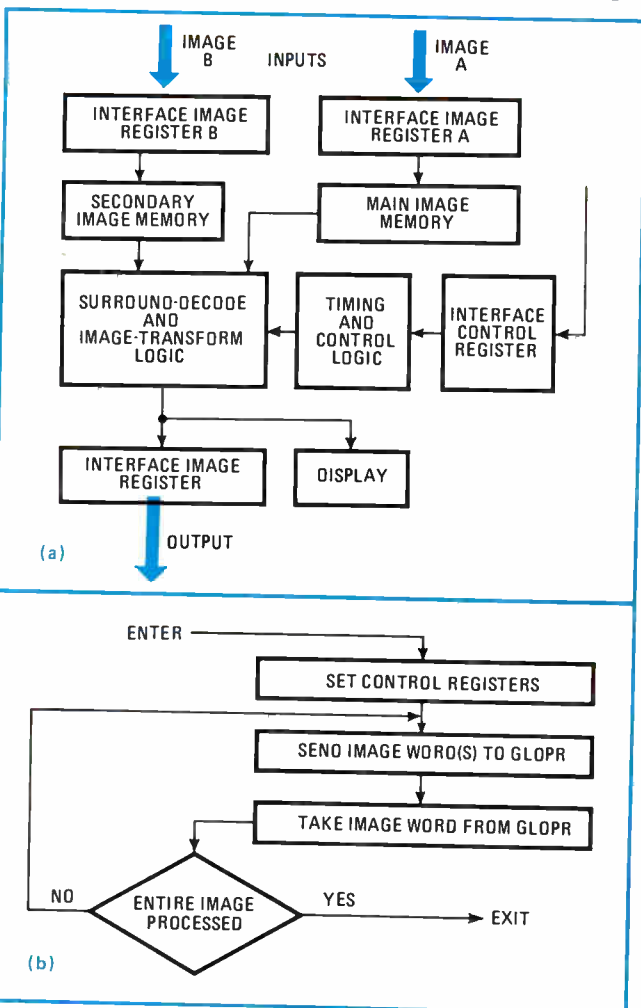 IMAGE
B
INPUTS
IMAGE
A
INTERFACE IMAGE
REGISTER B
INTERFACE IMAGE
REGISTER A
SECONDARY
IMAGE MEMORY
MAIN IMAGE
MEMORY
SURROUND-DECODE
AND
IMAGE-TRANSFORM
LOGIC
TIMING
AND
CONTROL
LOGIC
INTERFACE
CONTROL
REGISTER
INTERFACE IMAGE
REGISTER
DISPLAY
(a)
OUTPUT
ENTER
SET CONTROL REGISTERS
SEND IMAGE WORD(S) TO GLOPR
TAKE IMAGE WORD FROM GLOPR
NO
ENTIRE IMAGE
PROCESSED
YES
EXIT
(b)